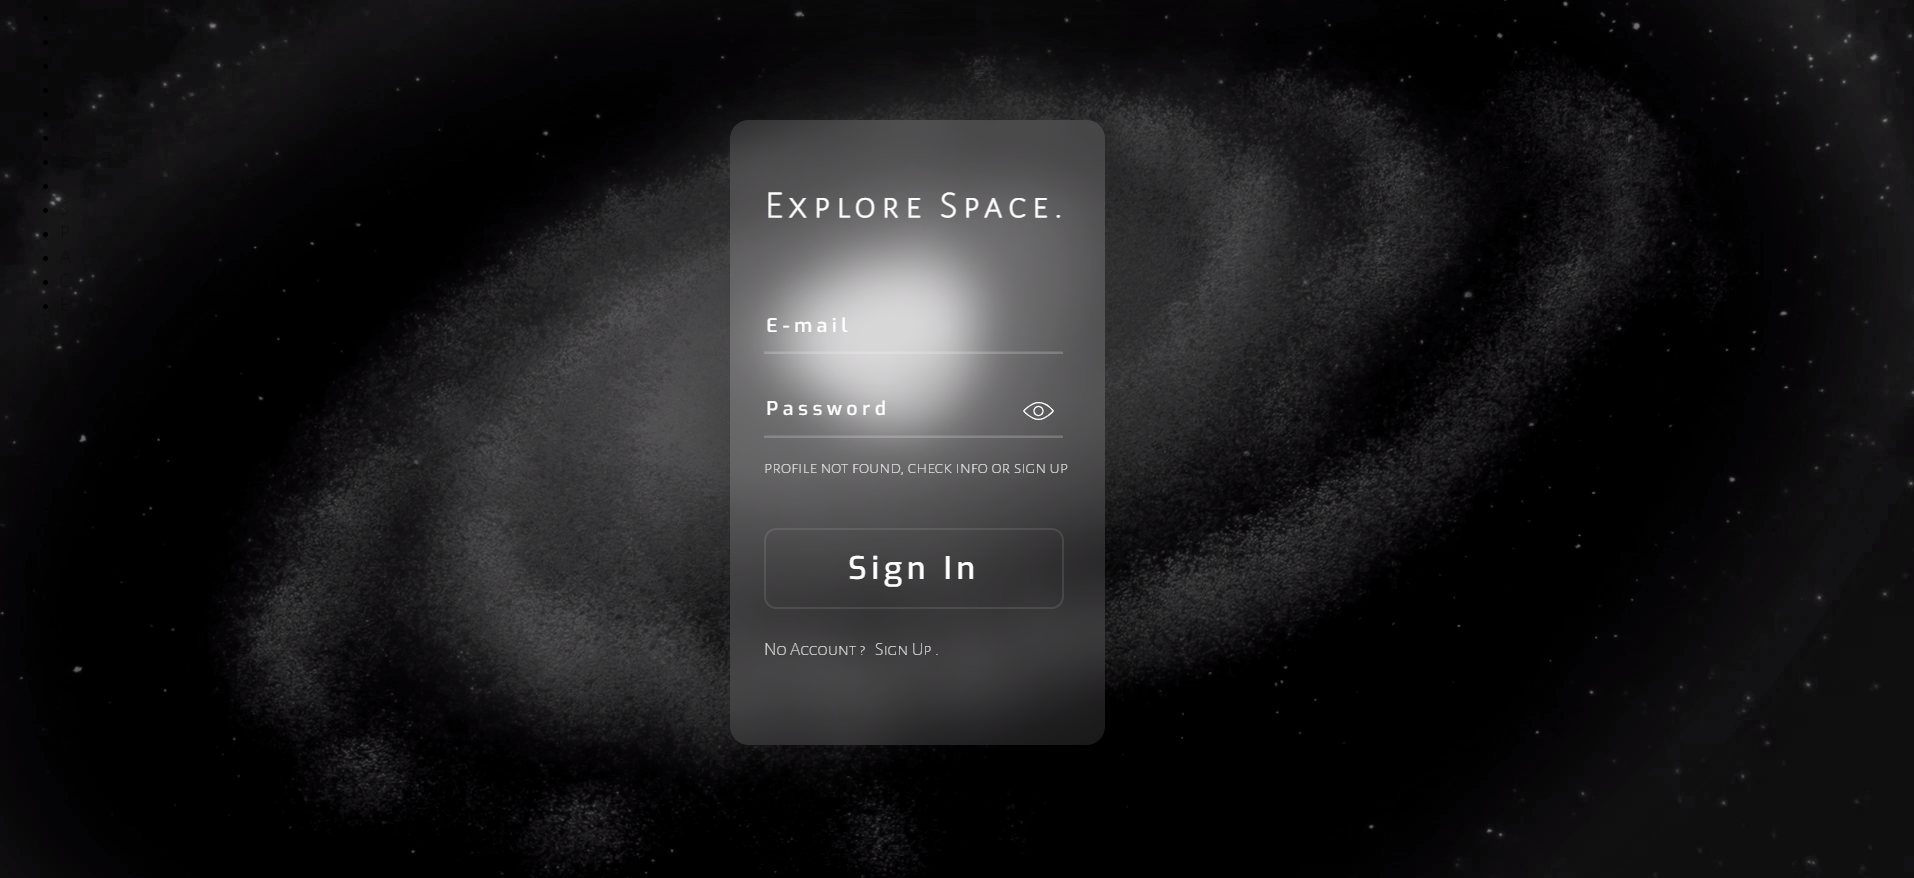 Explore Space.
E-mail
Password
PROFILE NOT FOUND, CHECK INFO OR SIGN UP
Sign In
No Account ? Sign Up .